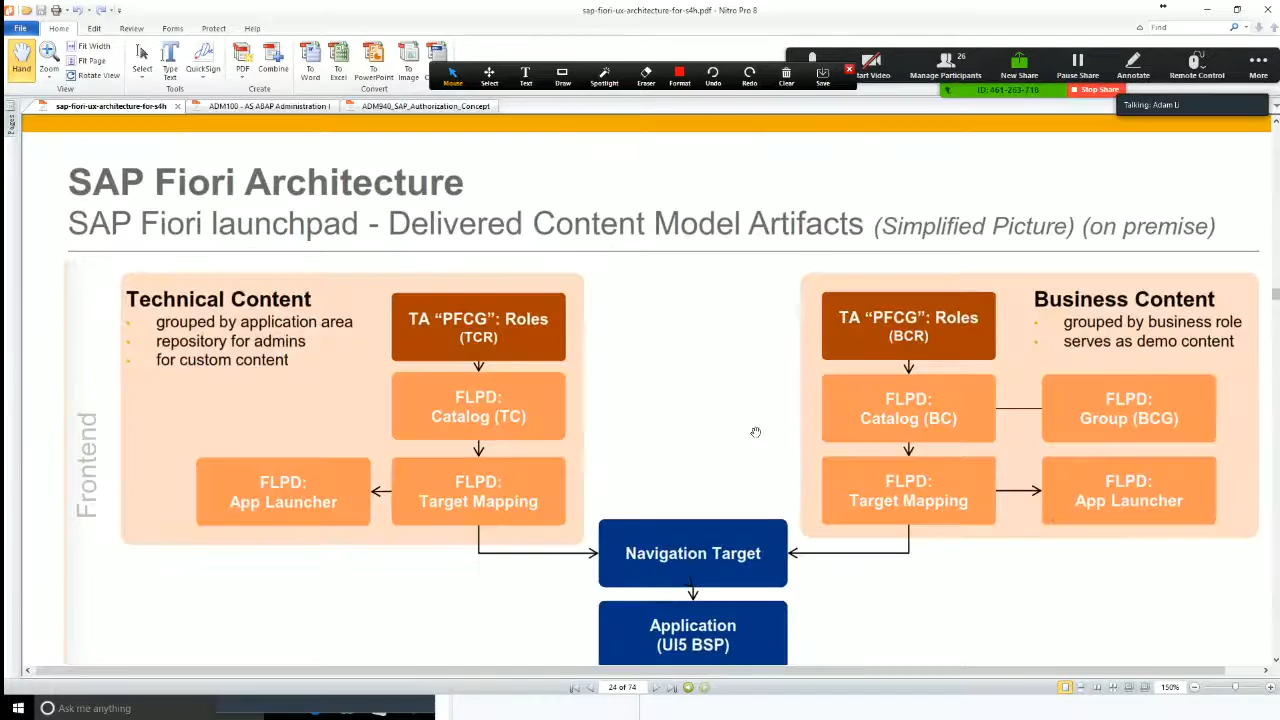 sap-fiori-ux-architecture-for-s4h.pdf - Nitro Pro 8
File Home Edit Review Forms Protect Help
Find
Hand
Zoom
Fit Width
Fit Page
Rotate View
View
Select
Type Text
QuickSign
Tools
PDF
Combine
Create
To Word
To Excel
To PowerPoint
To Image
Convert
Mouse Select Text Draw Spotlight Eraser Format Undo Redo Clear Save
Start Video
26
Manage Participants
New Share
Pause Share
Annotate
Remote Control
More
ID: 461-263-718
Stop Share
Talking: Adam Li
sap-fiori-ux-architecture-for-s4h
ADM100 - AS ABAP Administration I
ADM940_SAP_Authorization_Concept
Pages
SAP Fiori Architecture
SAP Fiori launchpad - Delivered Content Model Artifacts (Simplified Picture) (on premise)
Frontend
Technical Content
grouped by application area
repository for admins
for custom content
TA “PFCG”: Roles
(TCR)
FLPD:
Catalog (TC)
FLPD:
App Launcher
FLPD:
Target Mapping
TA “PFCG”: Roles
(BCR)
Business Content
grouped by business role
serves as demo content
FLPD:
Catalog (BC)
FLPD:
Group (BCG)
FLPD:
Target Mapping
FLPD:
App Launcher
Navigation Target
Application
(UI5 BSP)
24 of 74
150%
Ask me anything